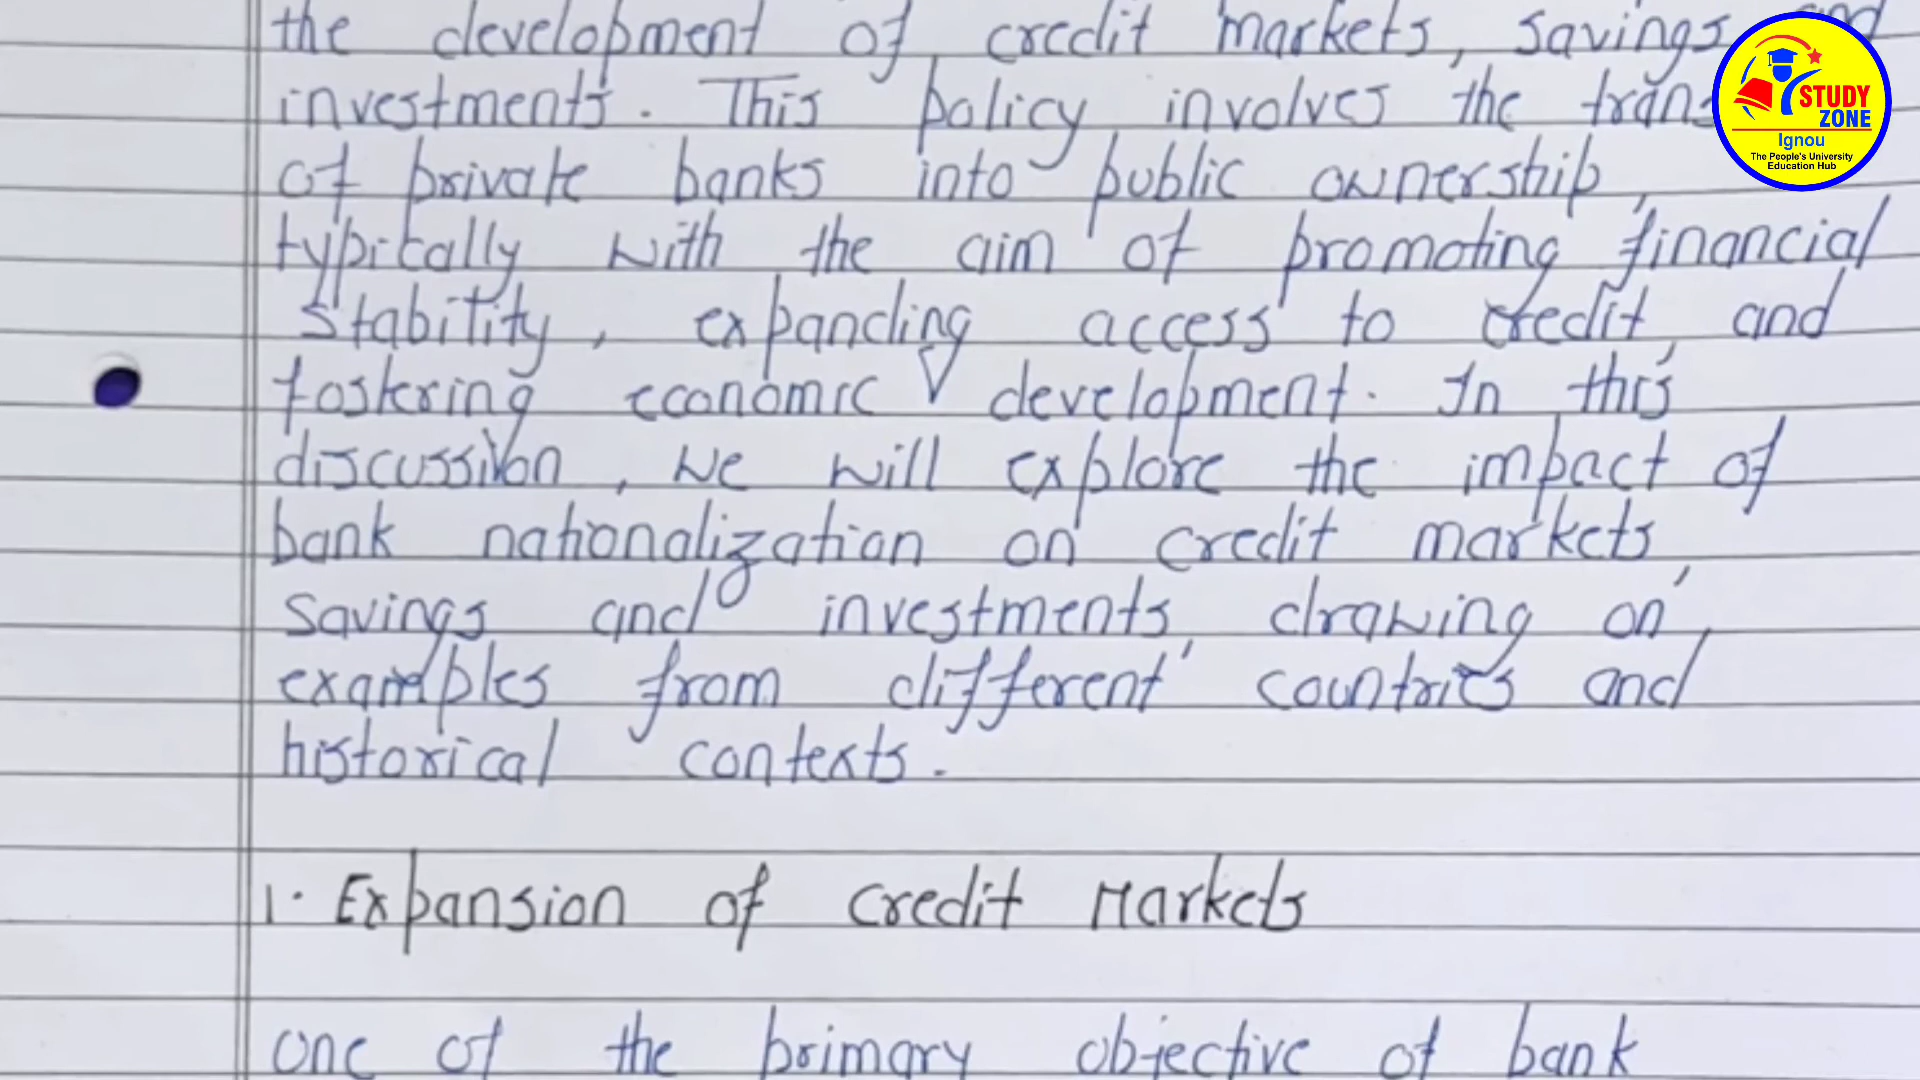 the development of credit markets, savings and
investments. This policy involves the
of private banks into public ownership,
typically with the aim of promoting financial
stability, expanding access to credit, and
fostering economic development. In this
discussion, we will explore the impact of
bank nationalization on credit markets,
savings and investments, drawing on
examples from different countries and
historical contexts.
1. Expansion of credit Markets
one of the primary objective of bank
STUDY
ZONE
Ignou
The People's University
Education Hub